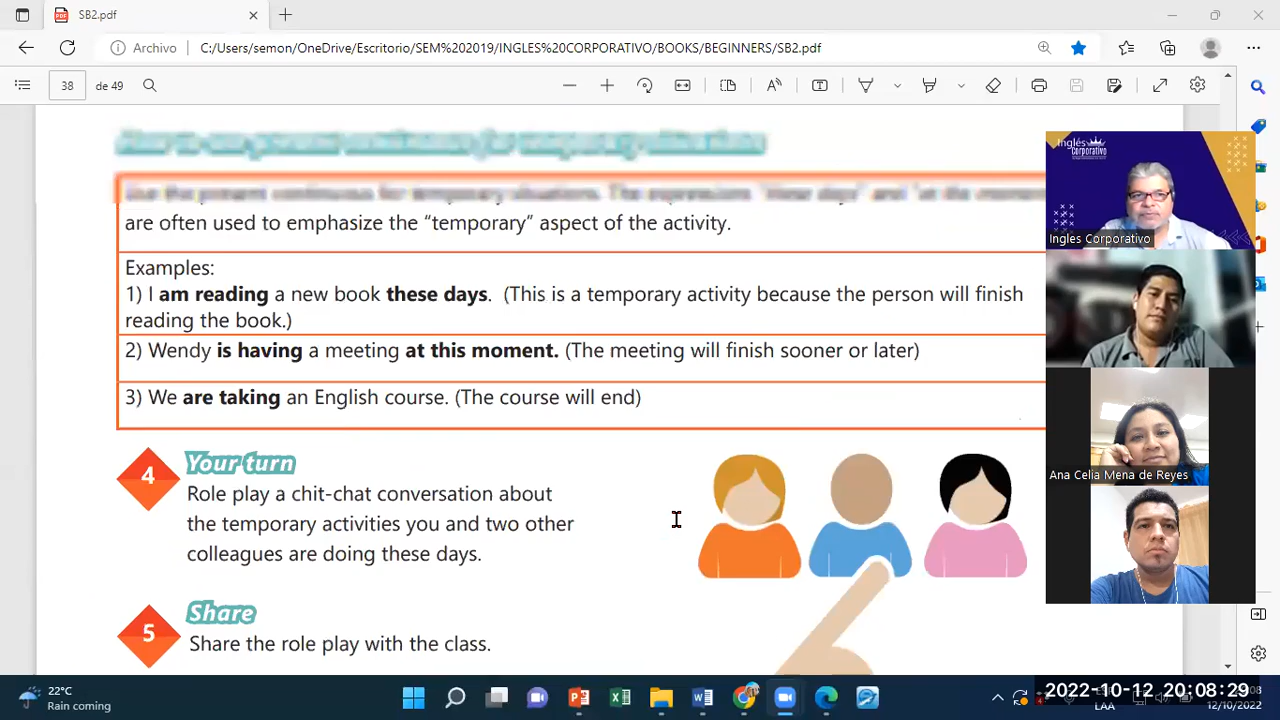 SB2.pdf
Archivo
C:/Users/semon/OneDrive/Escritorio/SEM%202019/INGLES%20CORPORATIVO/BOOKS/BEGINNERS/SB2.pdf
38 de 49
are often used to emphasize the “temporary” aspect of the activity.
Examples:
1) I am reading a new book these days. (This is a temporary activity because the person will finish
reading the book.)
2) Wendy is having a meeting at this moment. (The meeting will finish sooner or later)
3) We are taking an English course. (The course will end)
4 Your turn
Role play a chit-chat conversation about
the temporary activities you and two other
colleagues are doing these days.
5 Share
Share the role play with the class.
Inglés
Corporativo
Ingles Corporativo
Ana Celia Mena de Reyes
22°C
Rain coming
LAA
2022-10-12 20:08:29
12/10/2022